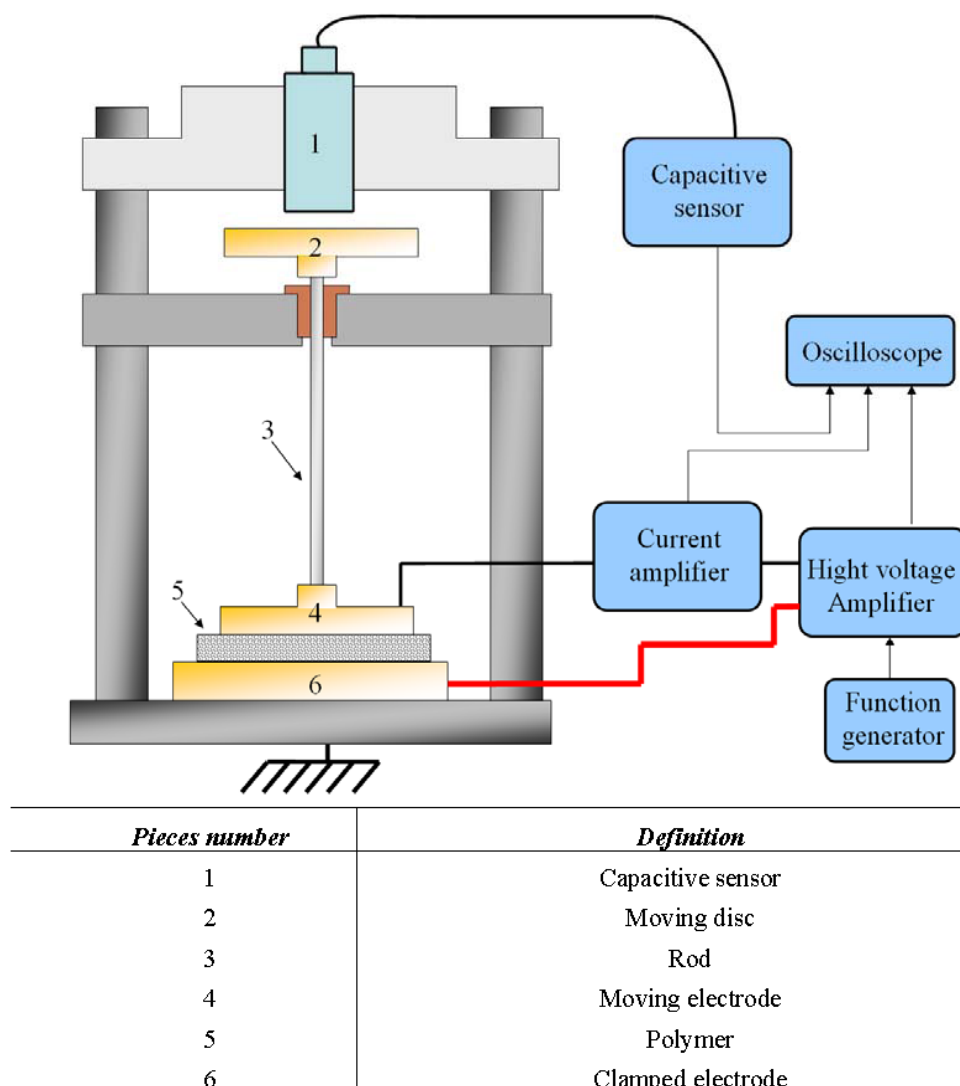 1
Capacitive
sensor
2
Oscilloscope
3
Current
amplifier
Hight voltage
Amplifier
5
4
6
Function
generator
Pieces number Definition
1 Capacitive sensor
2 Moving disc
3 Rod
4 Moving electrode
5 Polymer
6 Clamped electrode